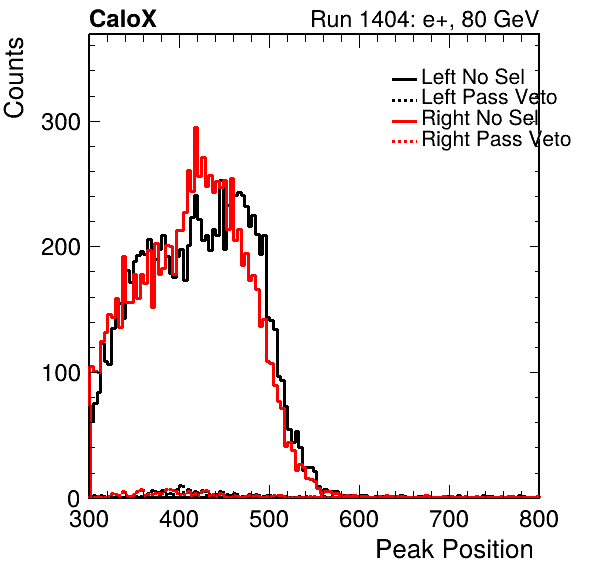 CaloX Run 1404: e+, 80 GeV
Counts
Left No Sel
Left Pass Veto
Right No Sel
Right Pass Veto
300
200
100
0
300 400 500 600 700 800
Peak Position